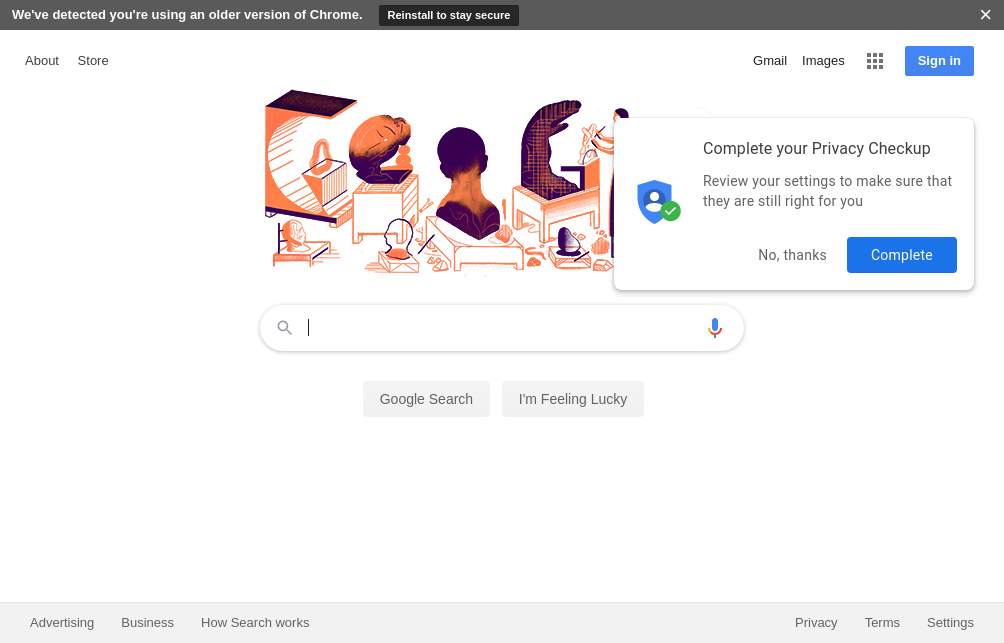 We've detected you're using an older version of Chrome. Reinstall to stay secure
About Store Gmail Images Sign in
Complete your Privacy Checkup
Review your settings to make sure that
they are still right for you
No, thanks Complete
Google Search I'm Feeling Lucky
Advertising Business How Search works Privacy Terms Settings